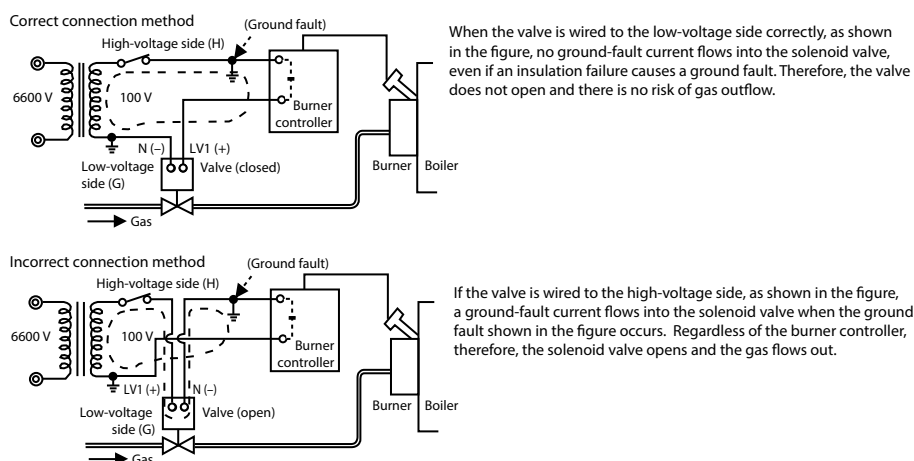 Correct connection method
(Ground fault)
High-voltage side (H)
6600 V
100 V
Burner
controller
N (–)
LV1 (+)
Low-voltage
side (G)
Valve (closed)
Burner
Boiler
Gas
When the valve is wired to the low-voltage side correctly, as shown
in the figure, no ground-fault current flows into the solenoid valve,
even if an insulation failure causes a ground fault. Therefore, the valve
does not open and there is no risk of gas outflow.
Incorrect connection method
(Ground fault)
High-voltage side (H)
6600 V
100 V
Burner
controller
LV1 (+)
N (–)
Low-voltage
side (G)
Valve (open)
Burner
Boiler
Gas
If the valve is wired to the high-voltage side, as shown in the figure,
a ground-fault current flows into the solenoid valve when the ground
fault shown in the figure occurs. Regardless of the burner controller,
therefore, the solenoid valve opens and the gas flows out.